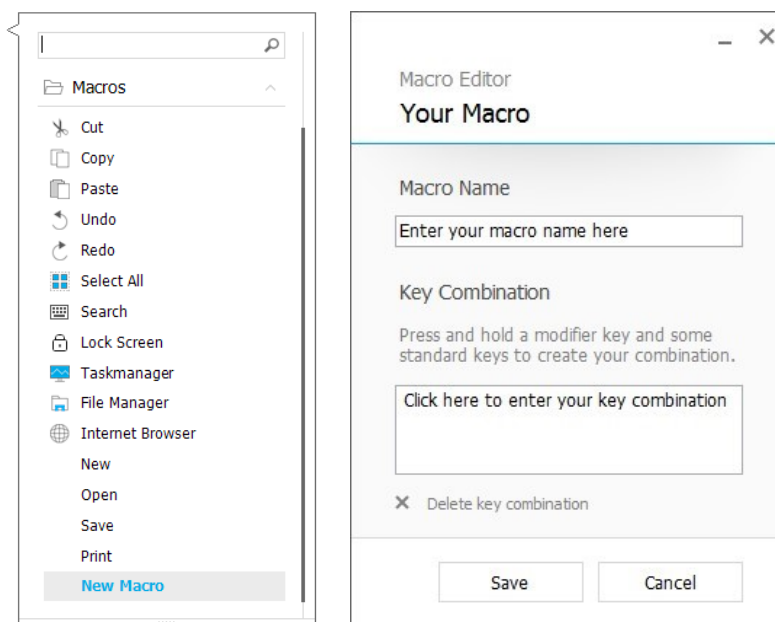 Macros
Cut
Copy
Paste
Undo
Redo
Select All
Search
Lock Screen
Taskmanager
File Manager
Internet Browser
New
Open
Save
Print
New Macro
Macro Editor
Your Macro
Macro Name
Enter your macro name here
Key Combination
Press and hold a modifier key and some
standard keys to create your combination.
Click here to enter your key combination
Delete key combination
Save
Cancel